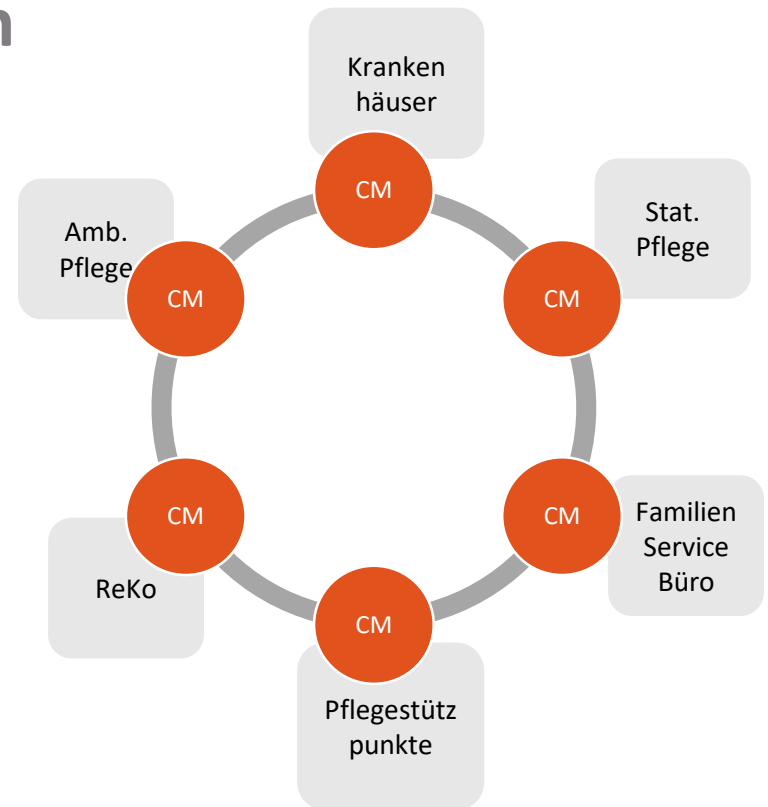 n
Kranken
häuser
CM
Stat.
Pflege
CM
Amb.
Pflege
CM
CM
Familien
Service
Büro
CM
ReKo
CM
Pflegestütz
punkte